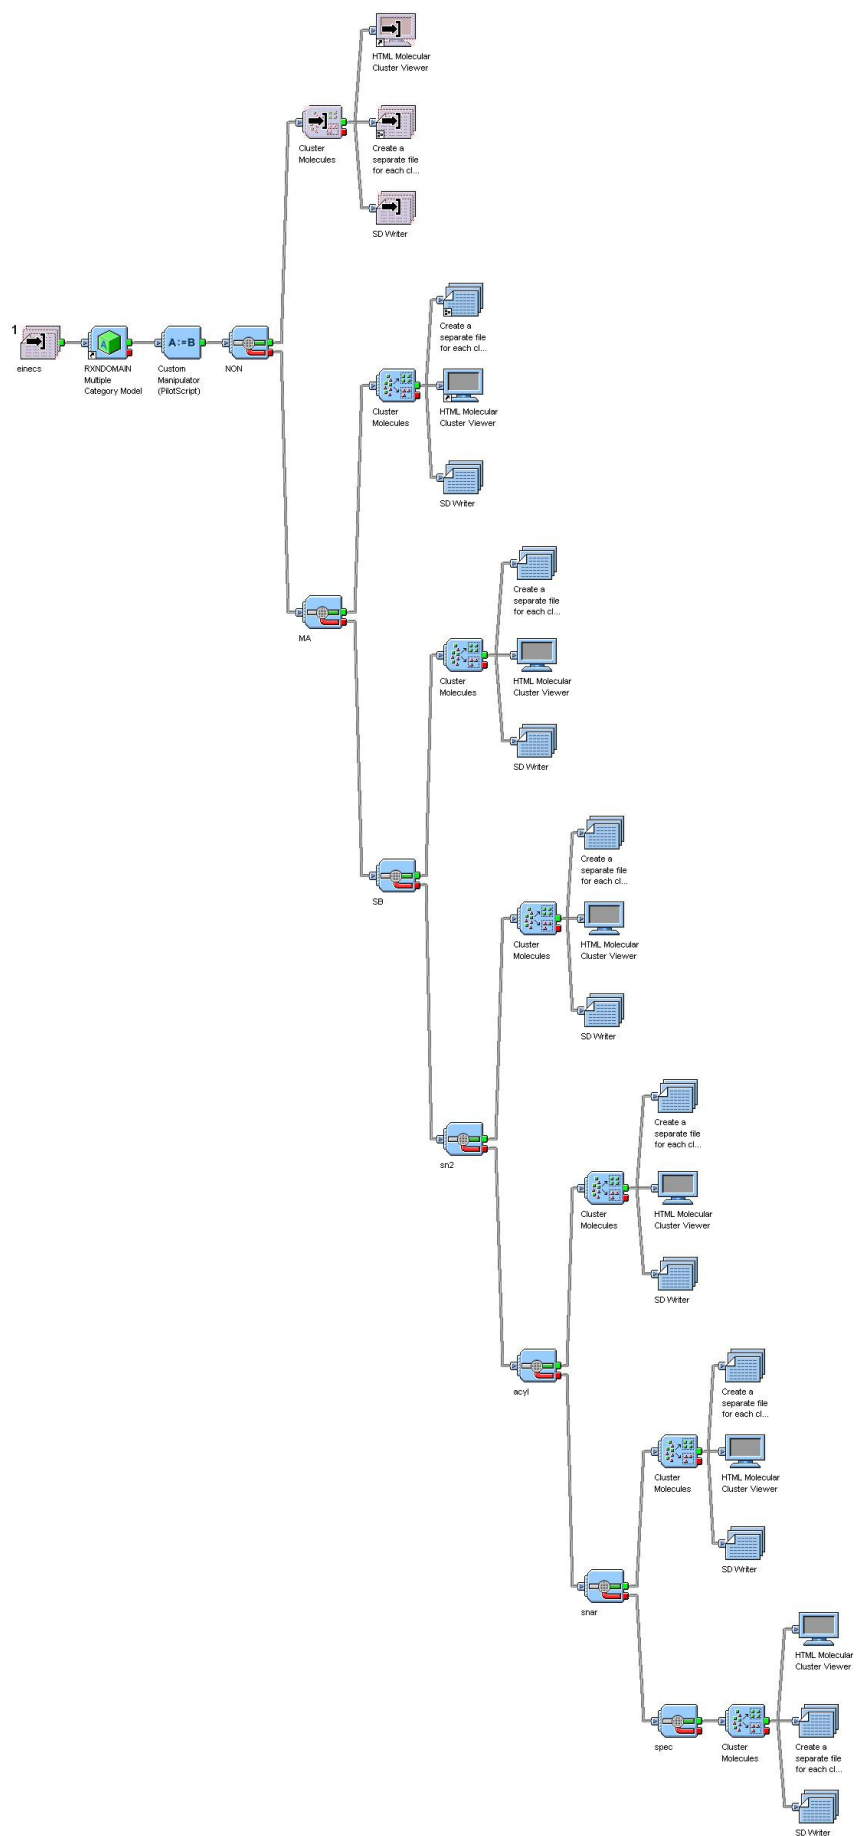 HTML Molecular
Cluster Viewer
Cluster
Molecules
Create a
separate file
for each cl...
SD Writer
1
einecs
RXNDOMAIN
Multiple
Category Model
A:=B
Custom
Manipulator
(PilotScript)
NON
Create a
separate file
for each cl...
Cluster
Molecules
HTML Molecular
Cluster Viewer
SD Writer
MA
Create a
separate file
for each cl...
Cluster
Molecules
HTML Molecular
Cluster Viewer
SD Writer
SB
Create a
separate file
for each cl...
Cluster
Molecules
HTML Molecular
Cluster Viewer
SD Writer
sn2
Create a
separate file
for each cl...
Cluster
Molecules
HTML Molecular
Cluster Viewer
SD Writer
acyl
Create a
separate file
for each cl...
Cluster
Molecules
HTML Molecular
Cluster Viewer
SD Writer
snar
HTML Molecular
Cluster Viewer
spec
Cluster
Molecules
Create a
separate file
for each cl...
SD Writer